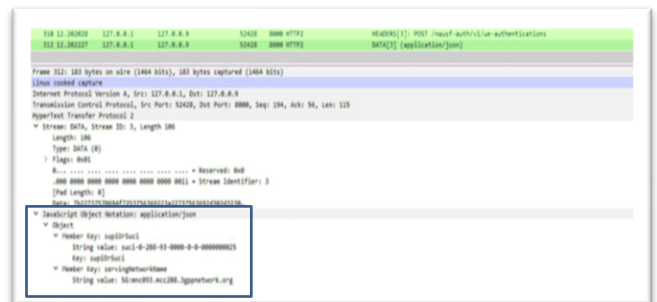 310 12.202028 127.0.0.1 127.0.0.9 52428 8000 HTTP2 HEADERS[3]: POST /nausf-auth/v1/ue-authentications
312 12.202227 127.0.0.1 127.0.0.9 52428 8000 HTTP2 DATA[3] (application/json)
Frame 312: 183 bytes on wire (1464 bits), 183 bytes captured (1464 bits)
Linux cooked capture
Internet Protocol Version 4, Src: 127.0.0.1, Dst: 127.0.0.9
Transmission Control Protocol, Src Port: 52428, Dst Port: 8000, Seq: 194, Ack: 56, Len: 115
HyperText Transfer Protocol 2
Stream: DATA, Stream ID: 3, Length 106
Length: 106
Type: DATA (0)
Flags: 0x01
0... .... .... .... .... .... .... .... = Reserved: 0x0
.000 0000 0000 0000 0000 0000 0000 0011 = Stream Identifier: 3
[Pad Length: 0]
Data:
JavaScript Object Notation: application/json
Object
Member Key: supiOrSuci
String value: suci-0-208-93-0000-0-0-0000000025
Key: supiOrSuci
Member Key: servingNetworkName
String value: 5G:mnc093.mcc208.3gppnetwork.org